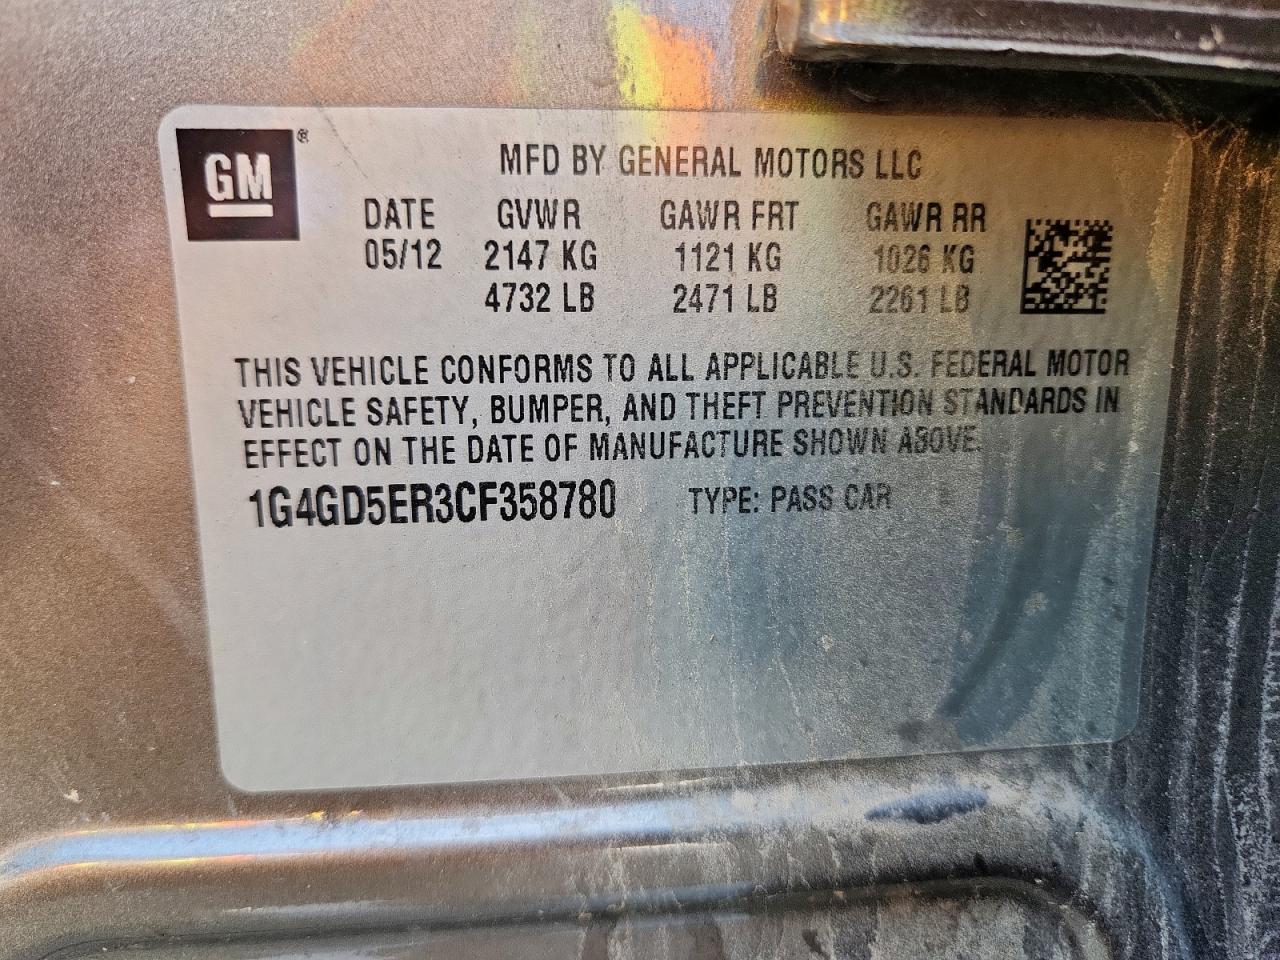 GM®
MFD BY GENERAL MOTORS LLC
DATE GVWR GAWR FRT GAWR RR
05/12 2147 KG 1121 KG 1026 KG
4732 LB 2471 LB 2261 LB
THIS VEHICLE CONFORMS TO ALL APPLICABLE U.S. FEDERAL MOTOR
VEHICLE SAFETY, BUMPER, AND THEFT PREVENTION STANDARDS IN
EFFECT ON THE DATE OF MANUFACTURE SHOWN ABOVE.
1G4GD5ER3CF358780 TYPE: PASS CAR